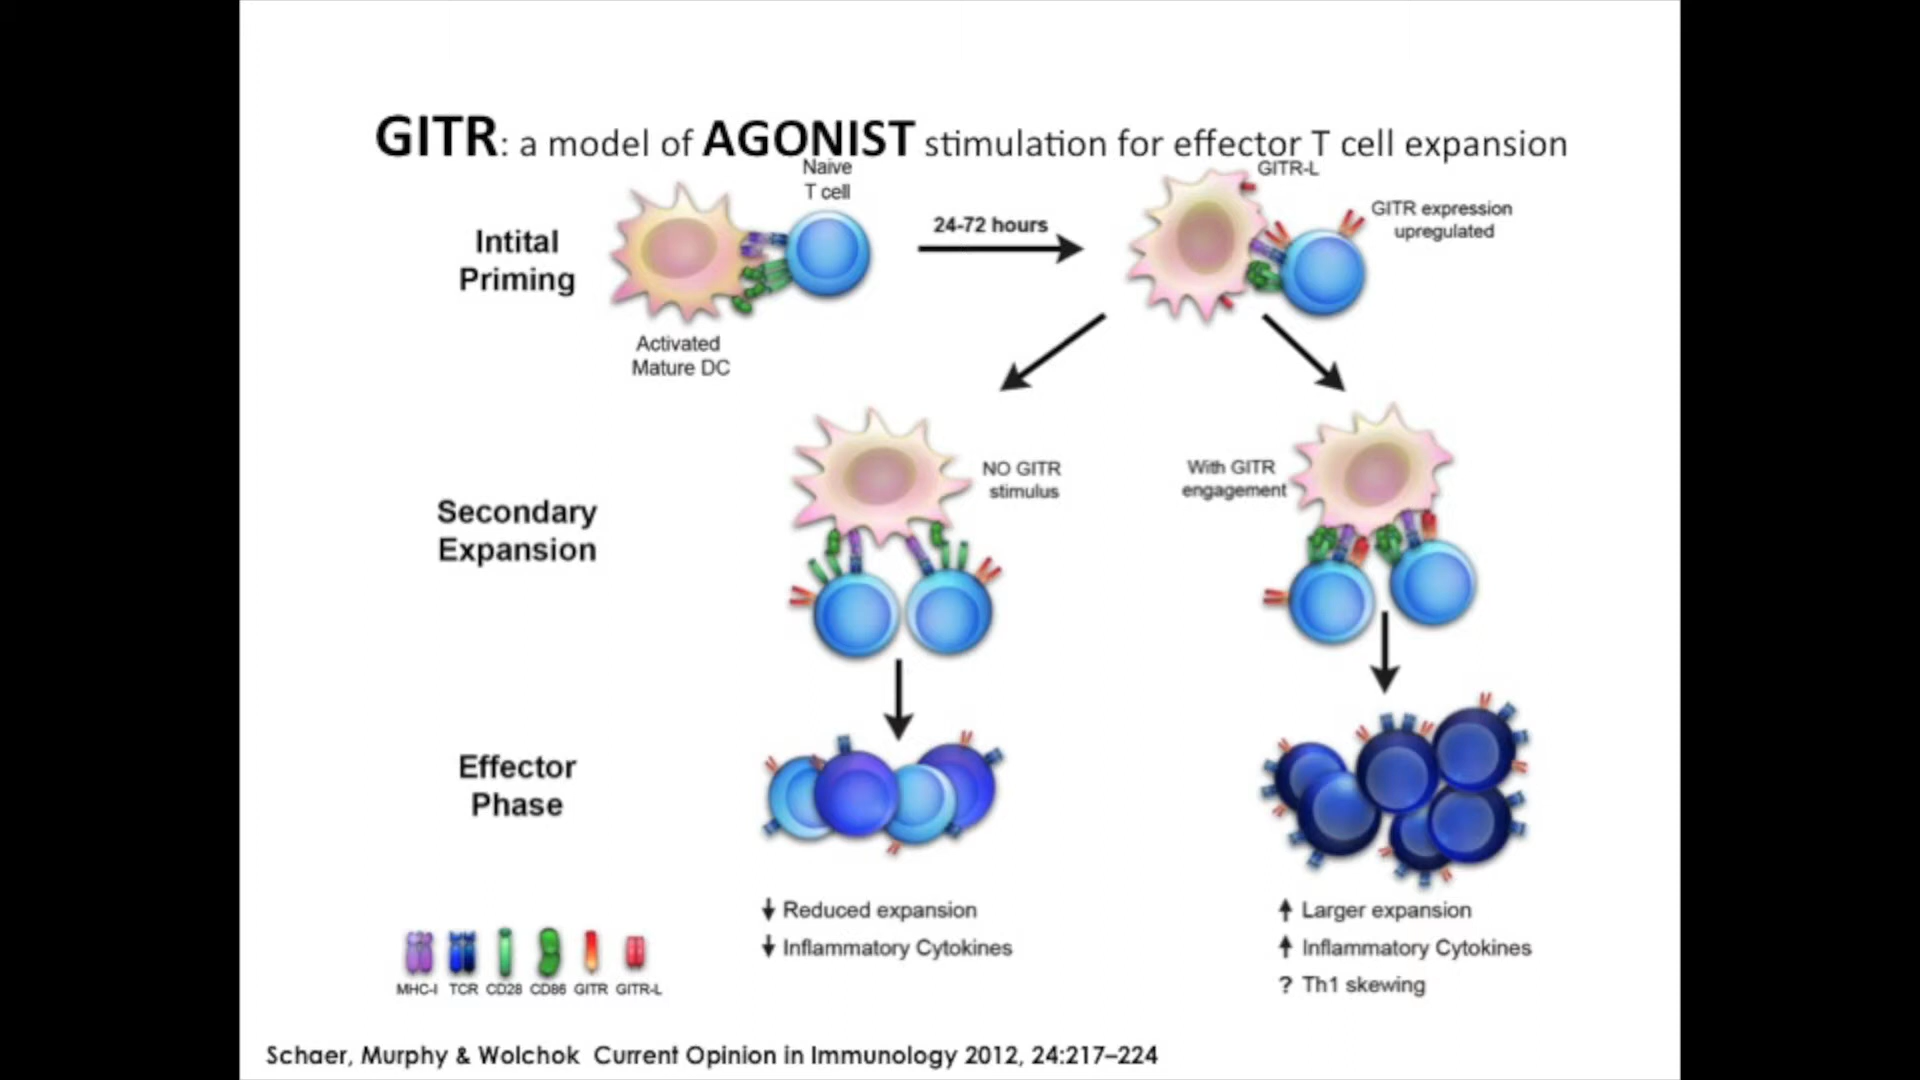 GITR: a model of AGONIST stimulation for effector T cell expansion
Naive
T cell
GITR-L
24-72 hours
GITR expression
upregulated
Intital
Priming
Activated
Mature DC
NO GITR
stimulus
With GITR
engagement
Secondary
Expansion
Effector
Phase
Reduced expansion
Inflammatory Cytokines
Larger expansion
Inflammatory Cytokines
? Th1 skewing
MHC-I TCR CD28 CD86 GITR GITR-L
Schaer, Murphy & Wolchok Current Opinion in Immunology 2012, 24:217–224